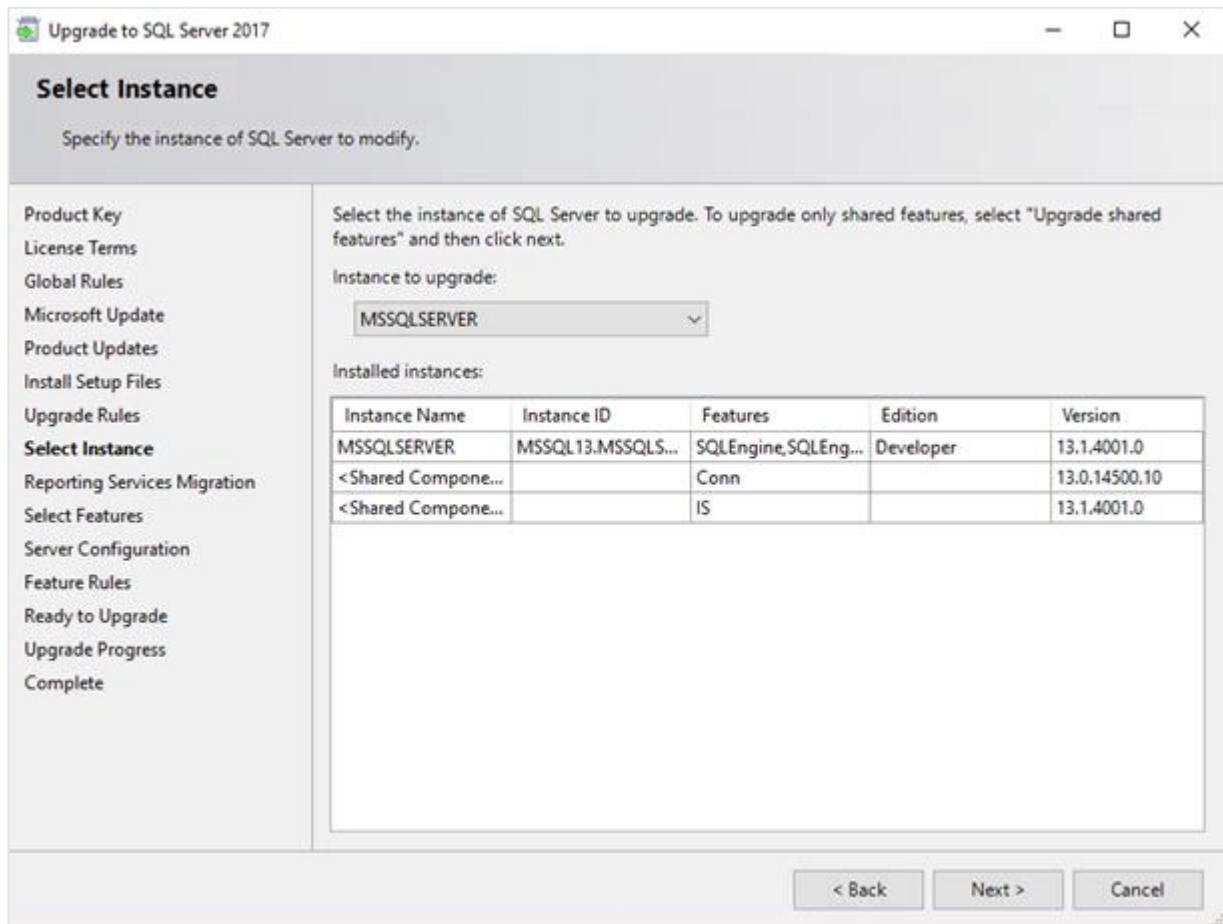 Upgrade to SQL Server 2017
Select Instance
Specify the instance of SQL Server to modify.
Product Key
License Terms
Global Rules
Microsoft Update
Product Updates
Install Setup Files
Upgrade Rules
Select Instance
Reporting Services Migration
Select Features
Server Configuration
Feature Rules
Ready to Upgrade
Upgrade Progress
Complete
Select the instance of SQL Server to upgrade. To upgrade only shared features, select "Upgrade shared
features" and then click next.
Instance to upgrade:
MSSQLSERVER
Installed instances:
Instance Name Instance ID Features Edition Version
MSSQLSERVER MSSQL13.MSSQLS... SQLEngine,SQLEng... Developer 13.1.4001.0
<Shared Compone... Conn 13.0.14500.10
<Shared Compone... IS 13.1.4001.0
< Back Next > Cancel